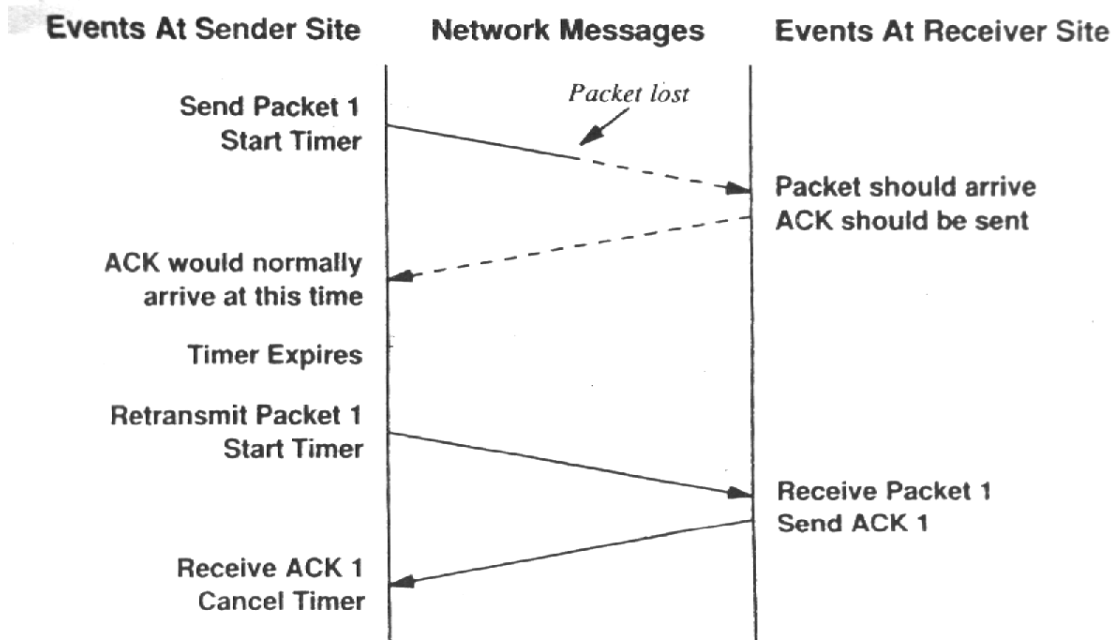 Events At Sender Site
Network Messages
Events At Receiver Site
Send Packet 1
Start Timer
Packet lost
Packet should arrive
ACK should be sent
ACK would normally
arrive at this time
Timer Expires
Retransmit Packet 1
Start Timer
Receive Packet 1
Send ACK 1
Receive ACK 1
Cancel Timer